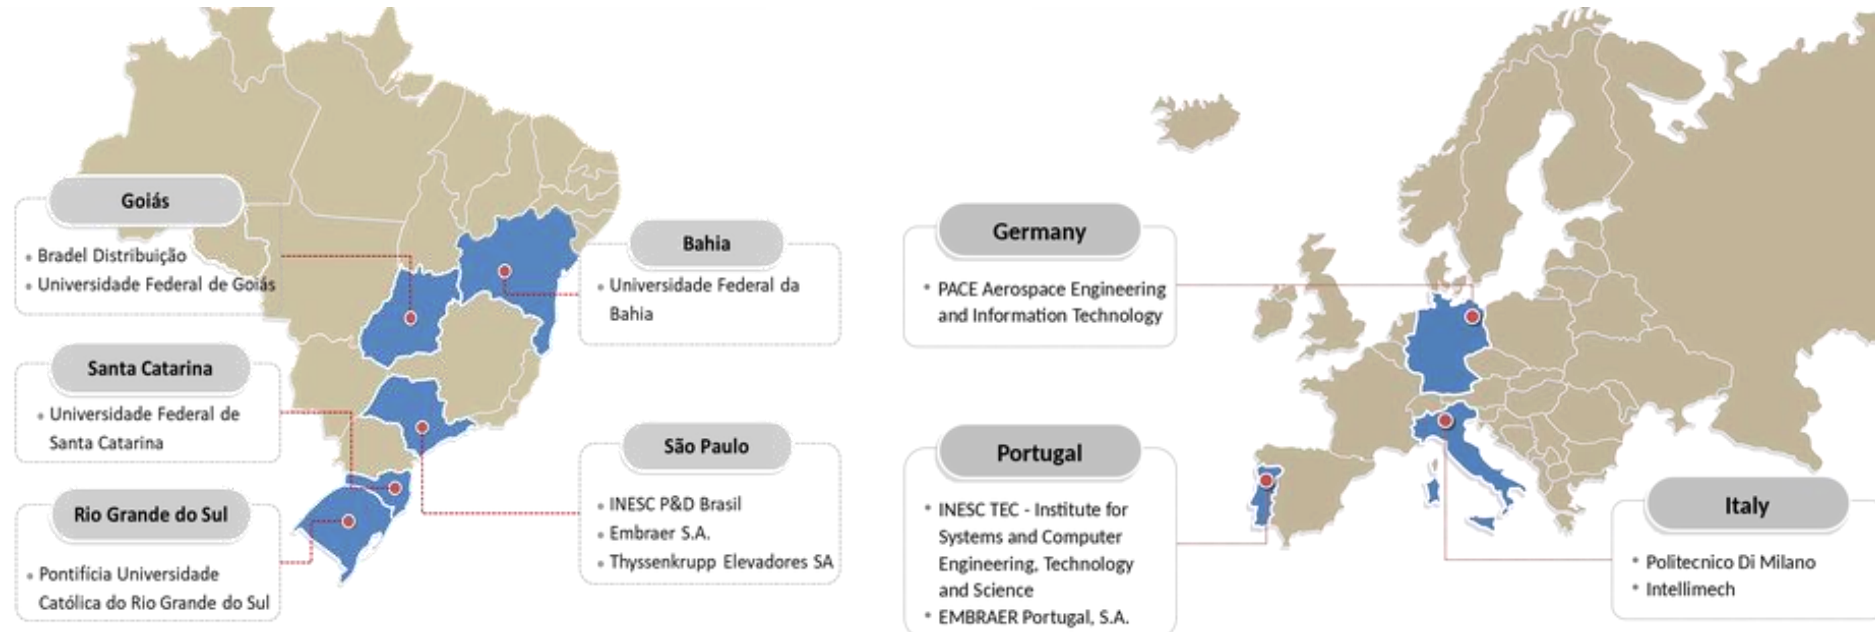 Goiás
Bradel Distribuição
Universidade Federal de Goiás
Santa Catarina
Universidade Federal de
Santa Catarina
Rio Grande do Sul
Pontifícia Universidade
Católica do Rio Grande do Sul
Bahia
Universidade Federal da
Bahia
São Paulo
INESC P&D Brasil
Embraer S.A.
Thyssenkrupp Elevadores SA
Germany
PACE Aerospace Engineering
and Information Technology
Portugal
INESC TEC - Institute for
Systems and Computer
Engineering, Technology
and Science
EMBRAER Portugal, S.A.
Italy
Politecnico Di Milano
Intellimech